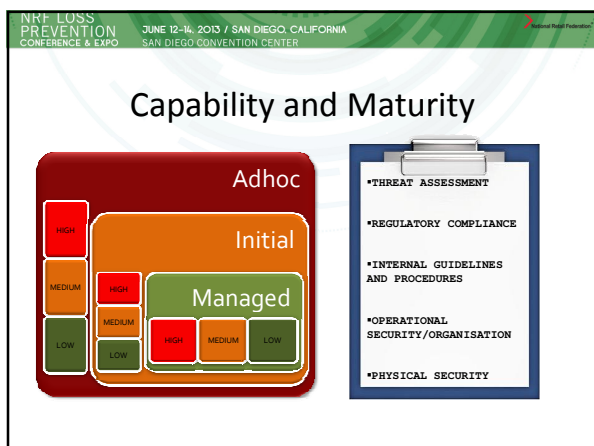 NRF LOSS
PREVENTION
CONFERENCE & EXPO
JUNE 12-14, 2013 / SAN DIEGO, CALIFORNIA
SAN DIEGO CONVENTION CENTER
National Retail Federation
Capability and Maturity
Adhoc
HIGH
MEDIUM
LOW
Initial
HIGH
MEDIUM
LOW
Managed
HIGH MEDIUM LOW
▪THREAT ASSESSMENT
▪REGULATORY COMPLIANCE
▪INTERNAL GUIDELINES
AND PROCEDURES
▪OPERATIONAL
SECURITY/ORGANISATION
▪PHYSICAL SECURITY